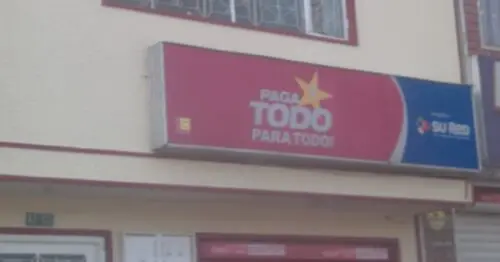 PAGA
TODO
PARA TODO!
SU Red